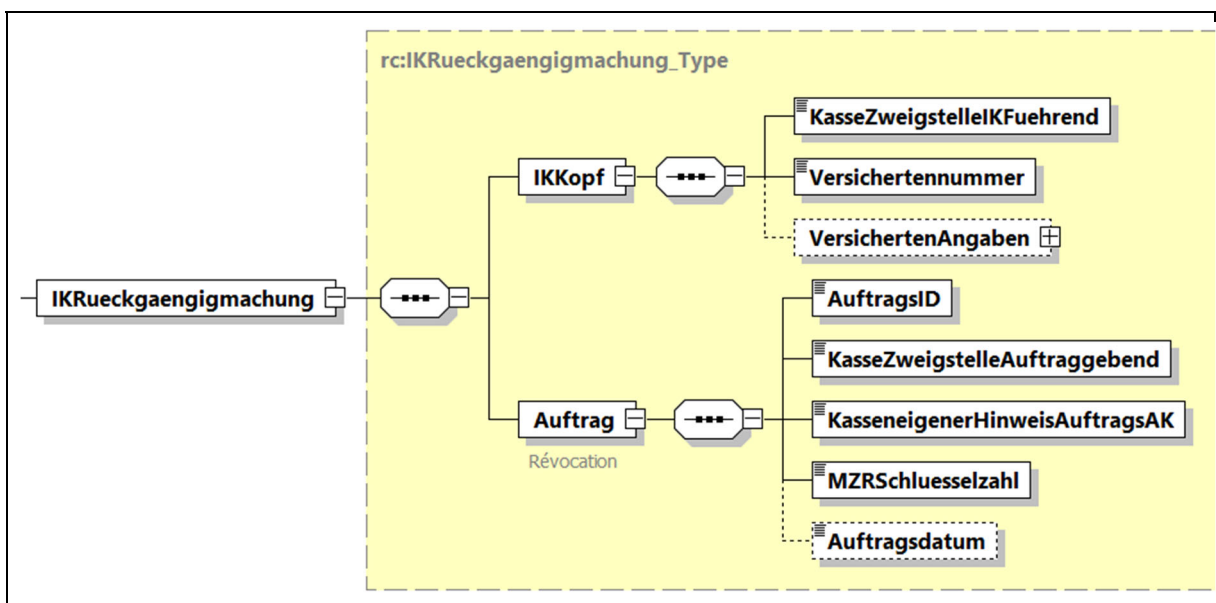 rc:IKRueckgaengigmachung_Type
KasseZweigstelleIKFuehrend
IKKopf
Versichertennummer
VersichertenAngaben
IKRueckgaengigmachung
AuftragsID
KasseZweigstelleAuftraggebend
Auftrag
KasseneigenerHinweisAuftragsAK
Révocation
MZRSchluesselzahl
Auftragsdatum